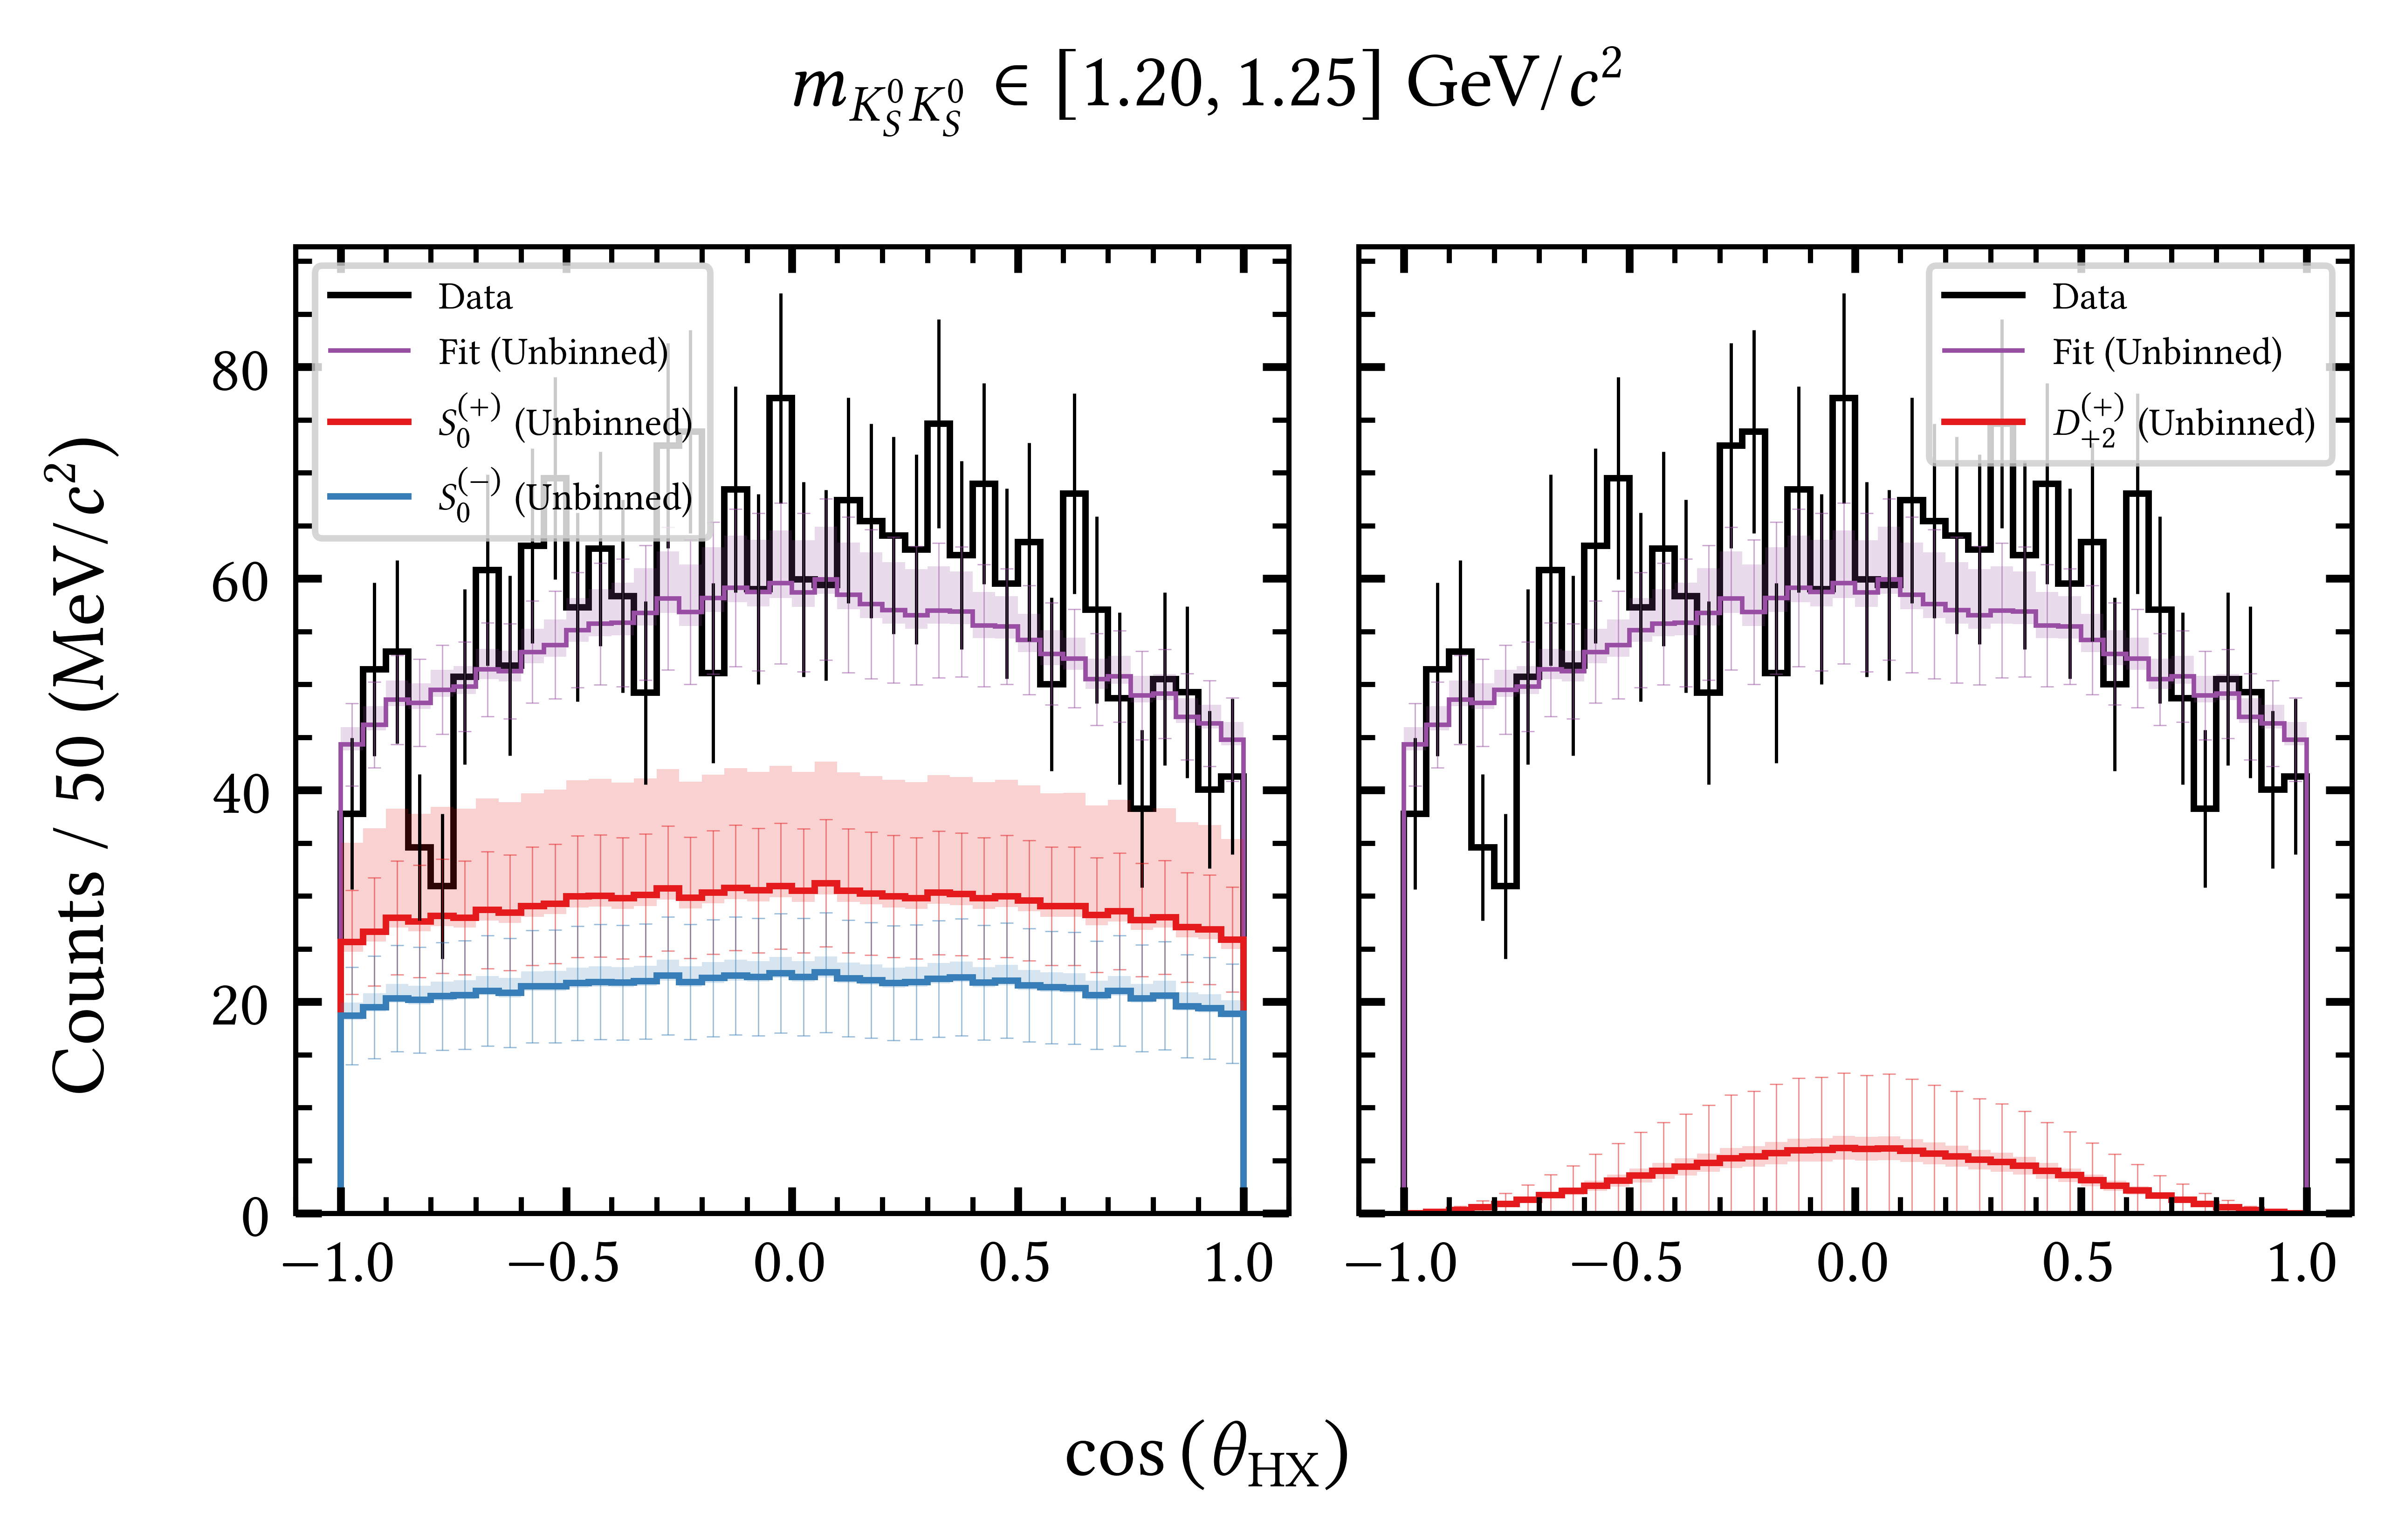 m_{K_S^0 K_S^0} ∈ [1.20, 1.25] GeV/c²
Counts / 50 (MeV/c²)
80
60
40
20
0
Data
Fit (Unbinned)
S_0^{(+)} (Unbinned)
S_0^{(−)} (Unbinned)
−1.0 −0.5 0.0 0.5 1.0
Data
Fit (Unbinned)
D_{+2}^{(+)} (Unbinned)
−1.0 −0.5 0.0 0.5 1.0
cos (θ_{HX})